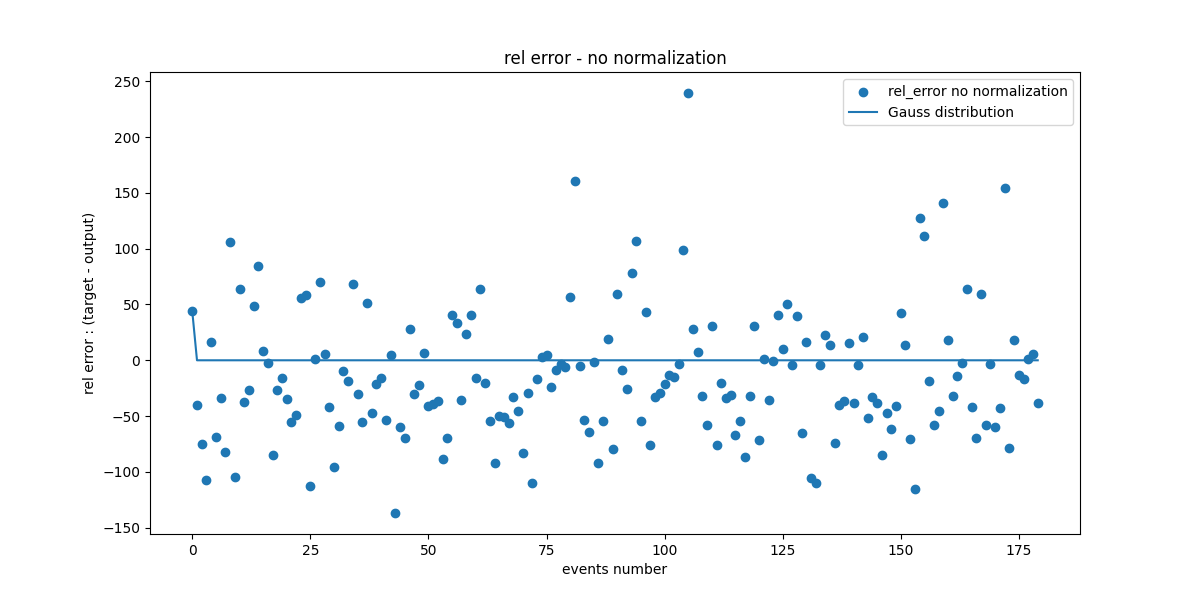 rel error - no normalization
rel_error no normalization
Gauss distribution
rel error : (target - output)
250
200
150
100
50
0
−50
−100
−150
0 25 50 75 100 125 150 175
events number